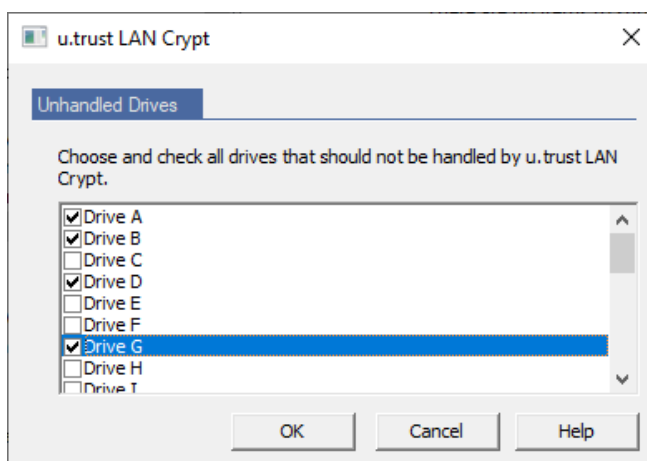 u.trust LAN Crypt
Unhandled Drives
Choose and check all drives that should not be handled by u.trust LAN
Crypt.
Drive A
Drive B
Drive C
Drive D
Drive E
Drive F
Drive G
Drive H
Drive I
OK Cancel Help